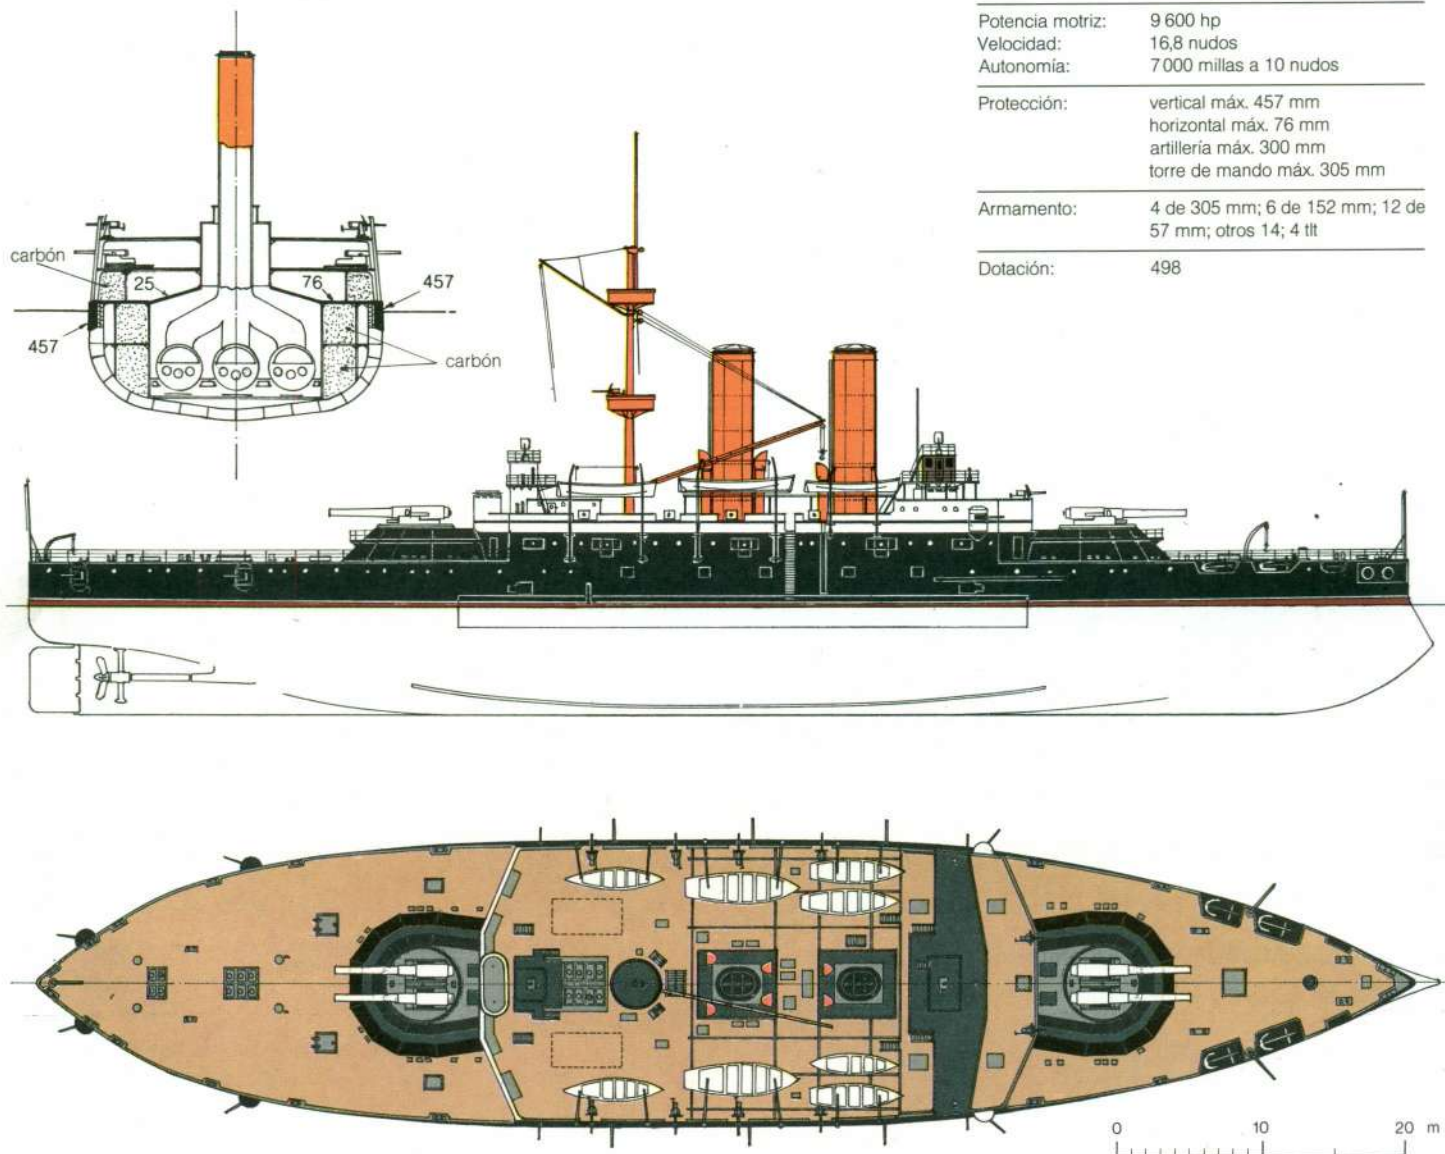 Potencia motriz: 9 600 hp
Velocidad: 16,8 nudos
Autonomía: 7 000 millas a 10 nudos
Protección: vertical máx. 457 mm
horizontal máx. 76 mm
artillería máx. 300 mm
torre de mando máx. 305 mm
Armamento: 4 de 305 mm; 6 de 152 mm; 12 de
57 mm; otros 14; 4 tlt
Dotación: 498
carbón
25
76
457
457
carbón
0 10 20 m